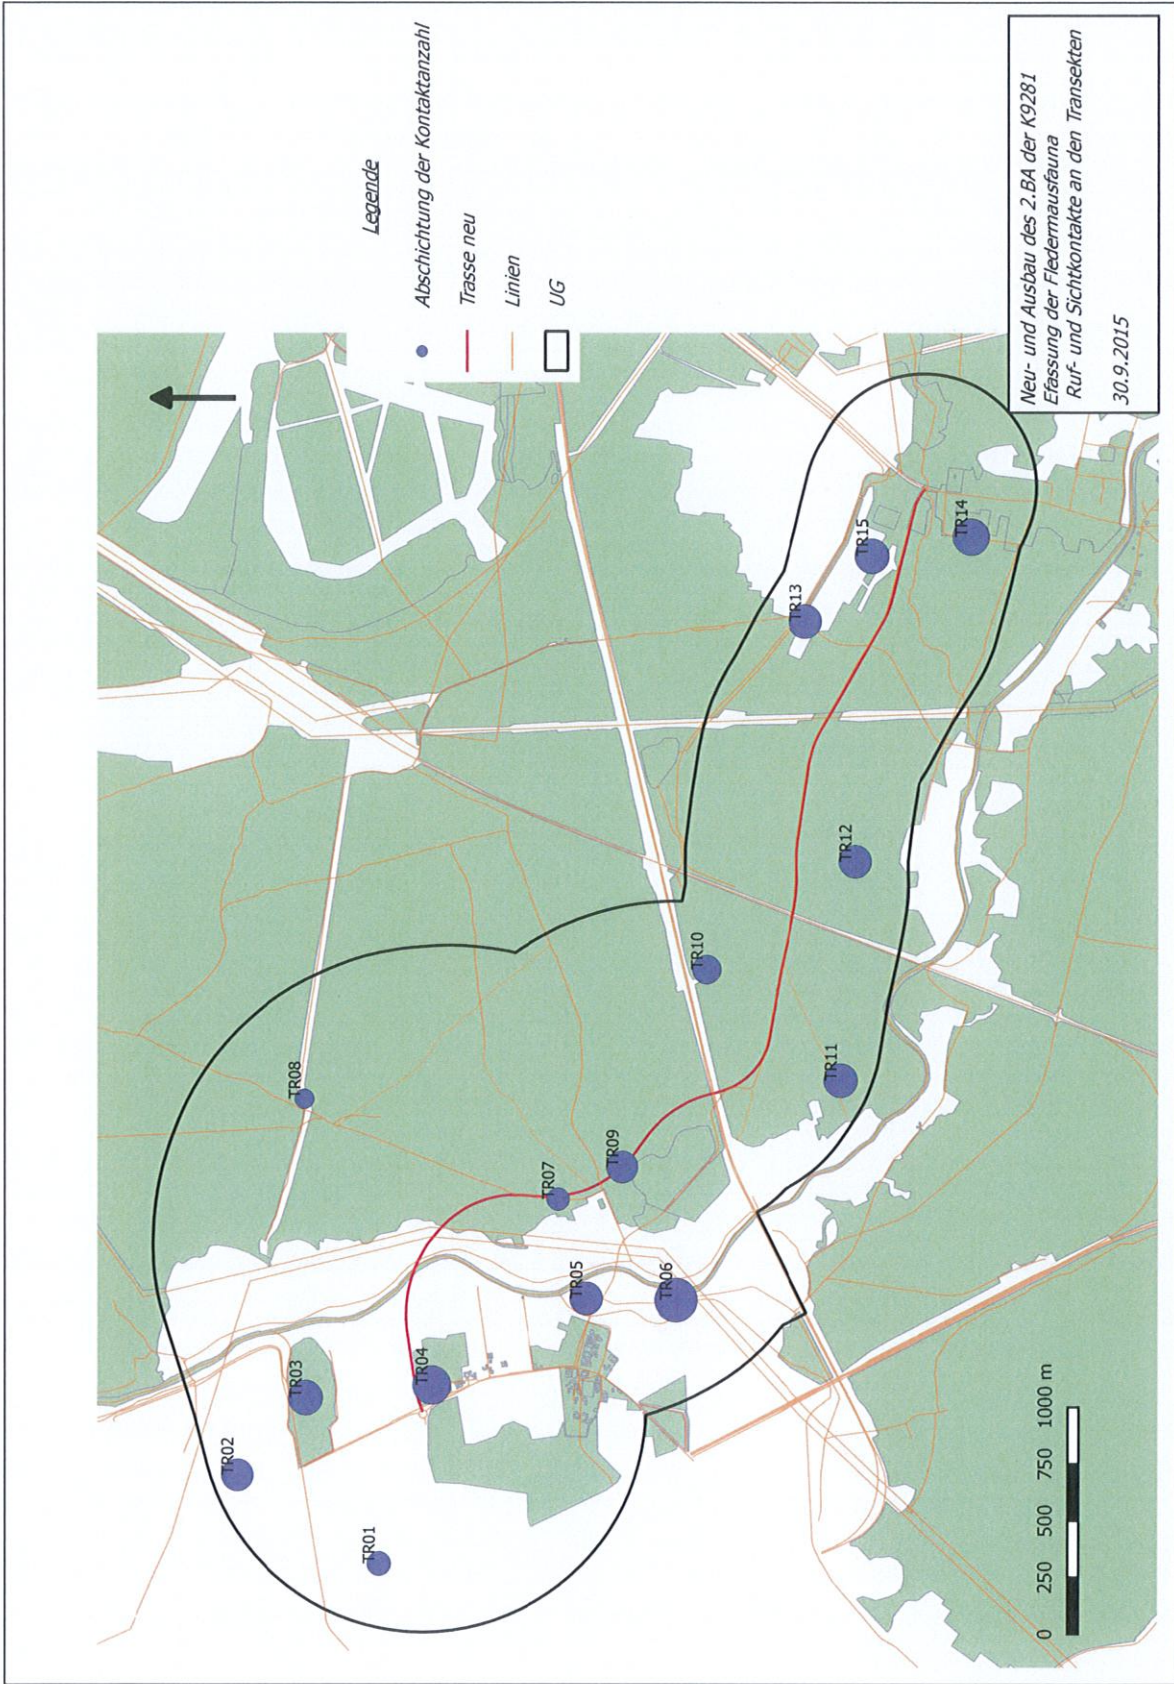 Legende
Abschichtung der Kontaktanzahl
Trasse neu
Linien
UG
TR01
TR02
TR03
TR04
TR05
TR06
TR07
TR08
TR09
TR10
TR11
TR12
TR13
TR14
TR15
0 250 500 750 1000 m
Neu- und Ausbau des 2.BA der K9281
Efassung der Fledermausfauna
Ruf- und Sichtkontakte an den Transekten
30.9.2015